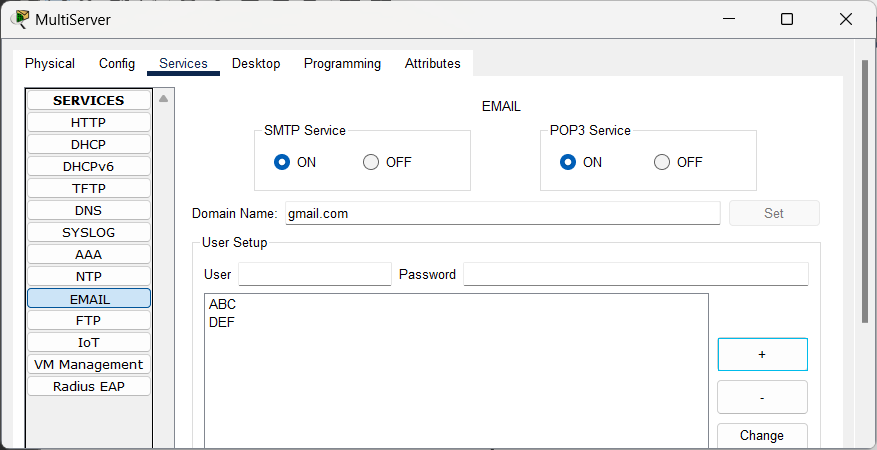 MultiServer
Physical Config Services Desktop Programming Attributes
SERVICES
HTTP
DHCP
DHCPv6
TFTP
DNS
SYSLOG
AAA
NTP
EMAIL
FTP
IoT
VM Management
Radius EAP
EMAIL
SMTP Service
ON OFF
POP3 Service
ON OFF
Domain Name: gmail.com Set
User Setup
User Password
ABC
DEF
+
-
Change